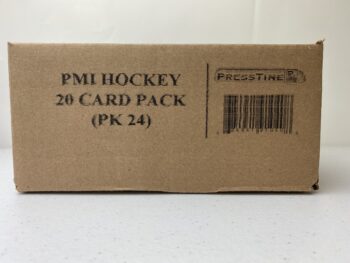 PMI HOCKEY
20 CARD PACK
(PK 24)
PRESSTINE